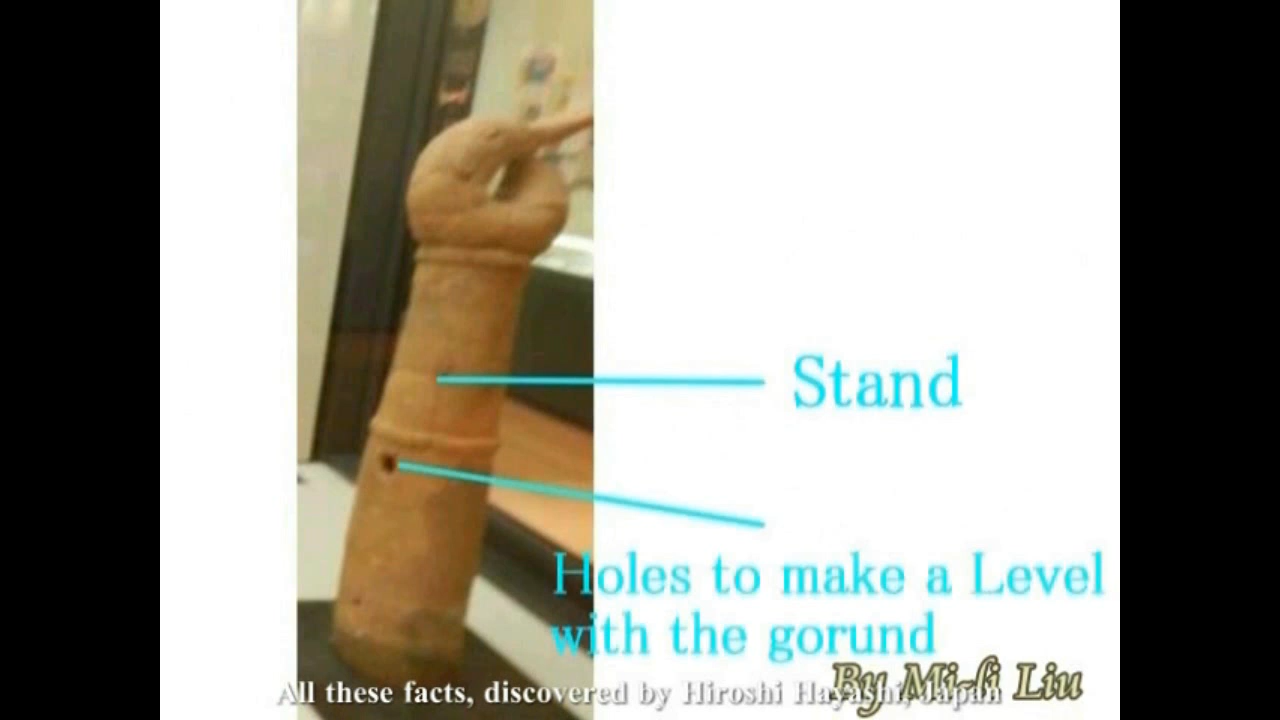 Stand
Holes to make a Level
with the gorund
By Mi-li Liu
All these facts, discovered by Hiroshi Hayashi, Japan